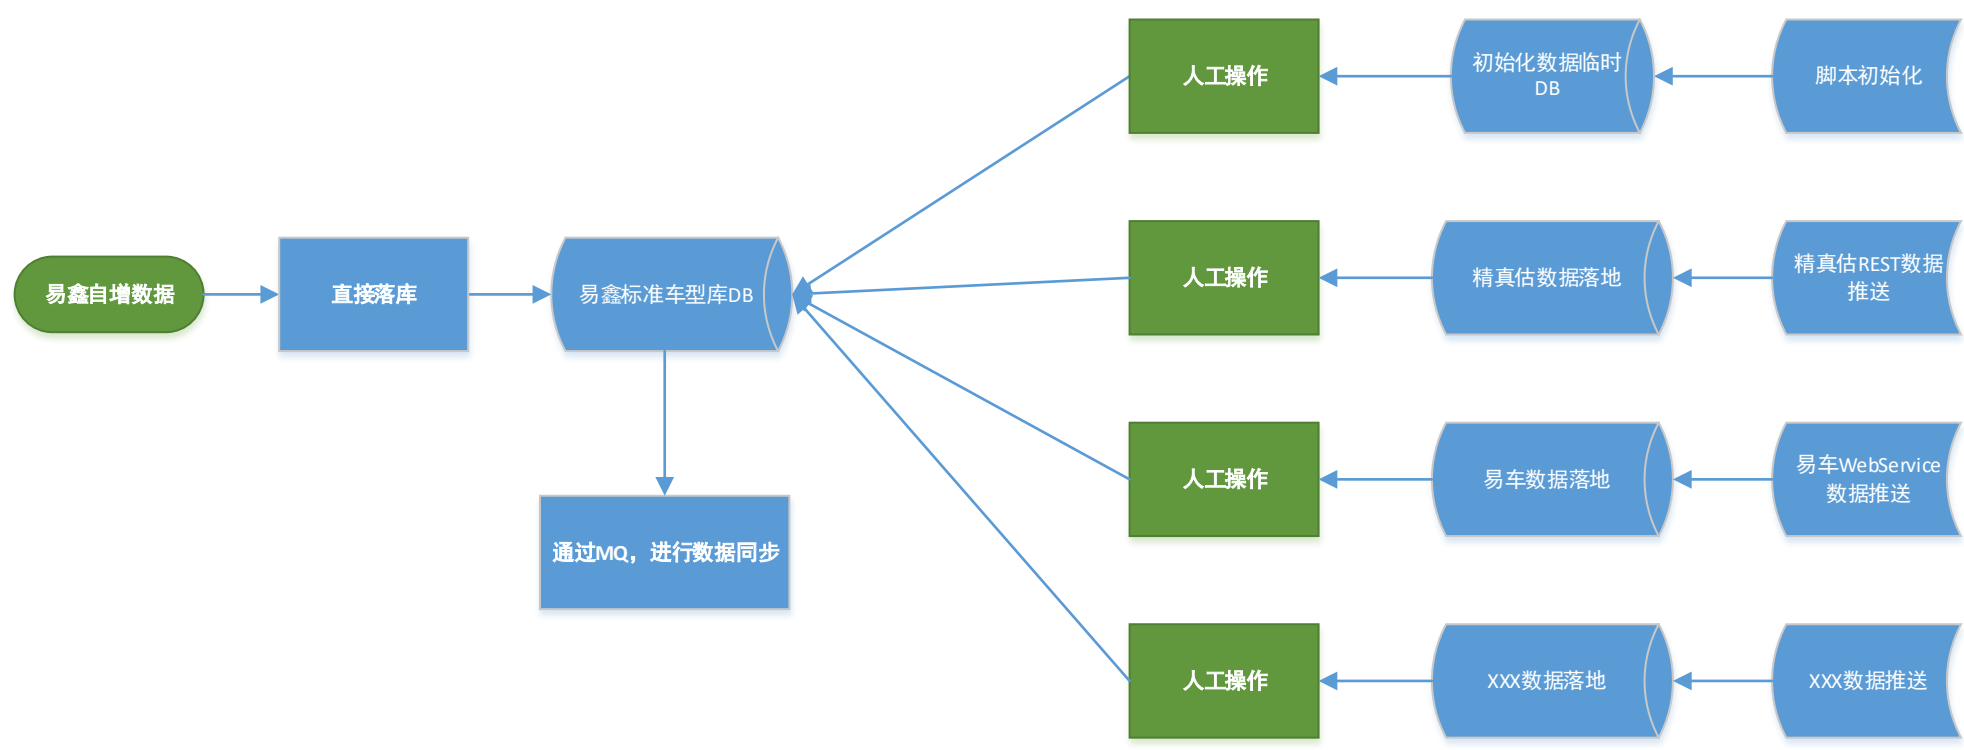 人工操作
初始化数据临时
DB
脚本初始化
人工操作
精真估数据落地
精真估REST数据
推送
易鑫自增数据
直接落库
易鑫标准车型库DB
人工操作
易车数据落地
易车WebService
数据推送
通过MQ，进行数据同步
人工操作
XXX数据落地
XXX数据推送